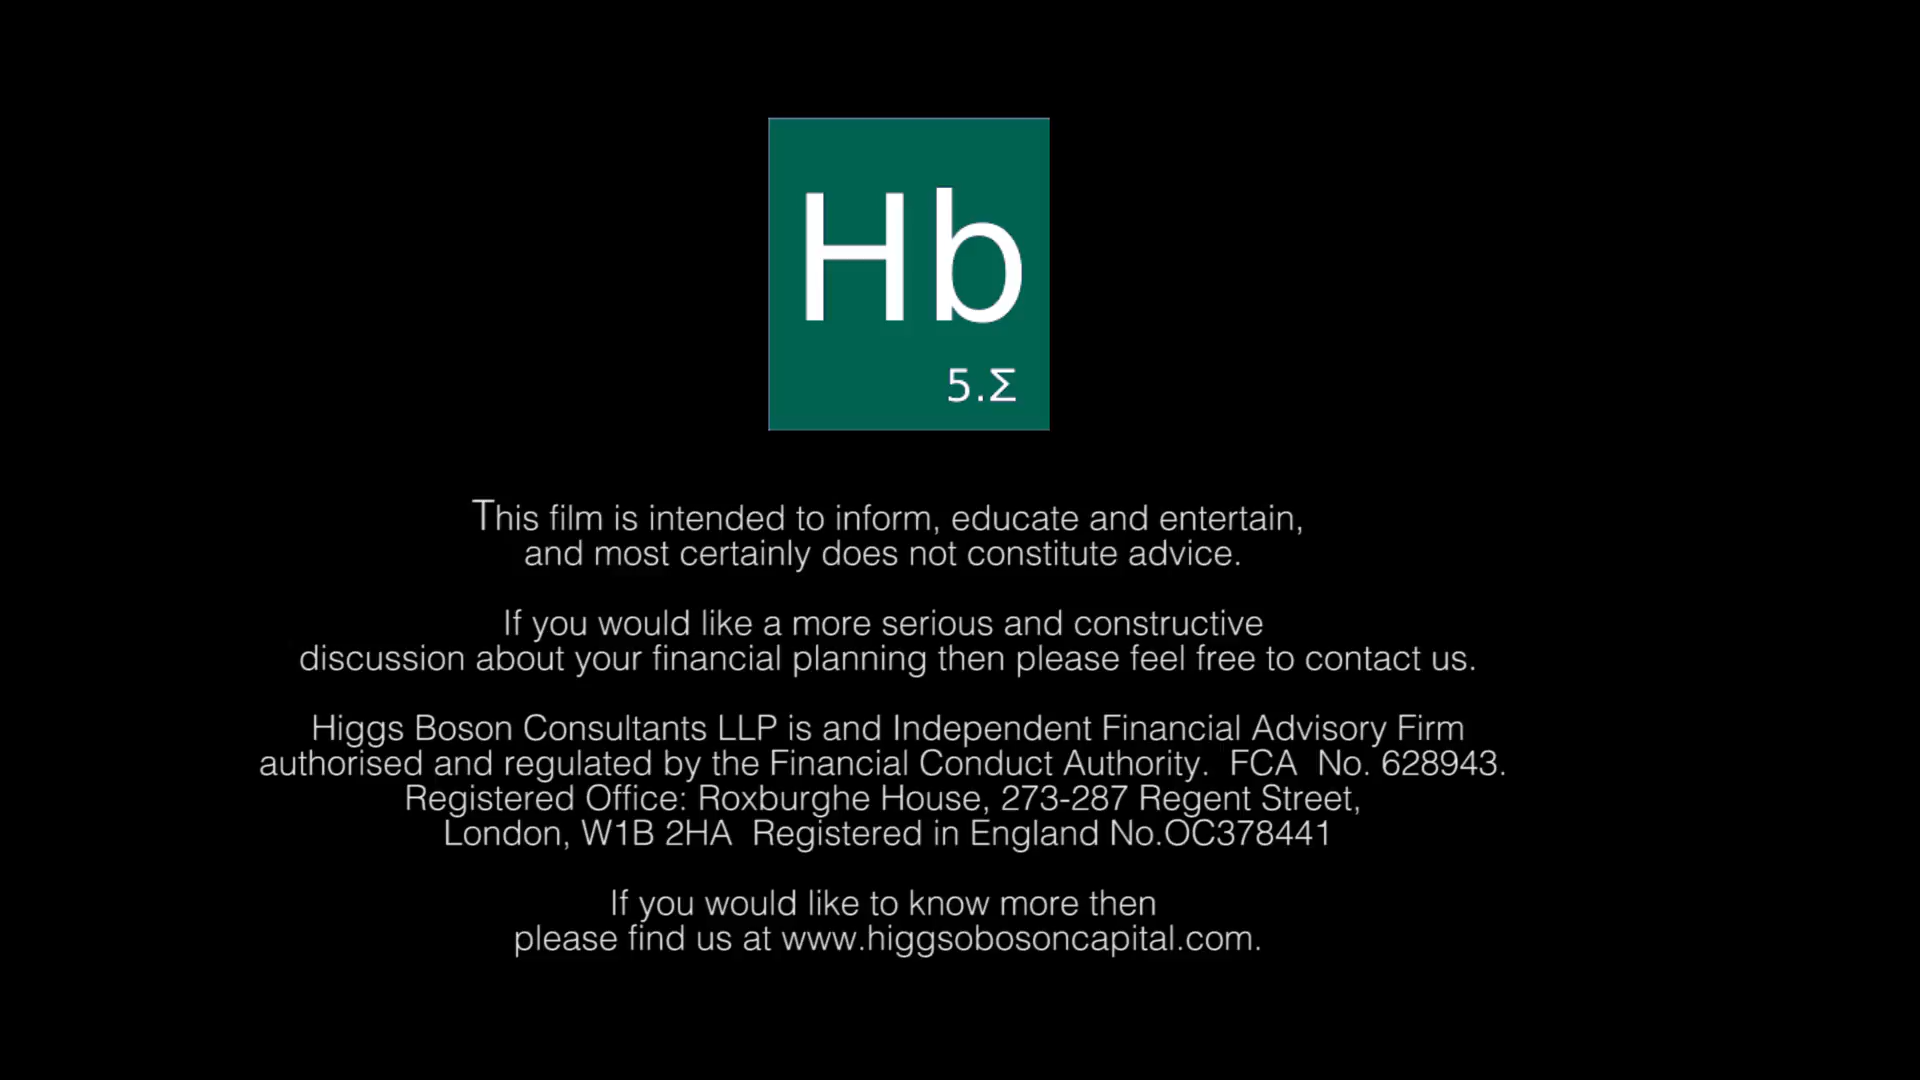 Hb
5.Σ
This film is intended to inform, educate and entertain,
and most certainly does not constitute advice.
If you would like a more serious and constructive
discussion about your financial planning then please feel free to contact us.
Higgs Boson Consultants LLP is and Independent Financial Advisory Firm
authorised and regulated by the Financial Conduct Authority.  FCA  No. 628943.
Registered Office: Roxburghe House, 273-287 Regent Street,
London, W1B 2HA  Registered in England No.OC378441
If you would like to know more then
please find us at www.higgsobosoncapital.com.